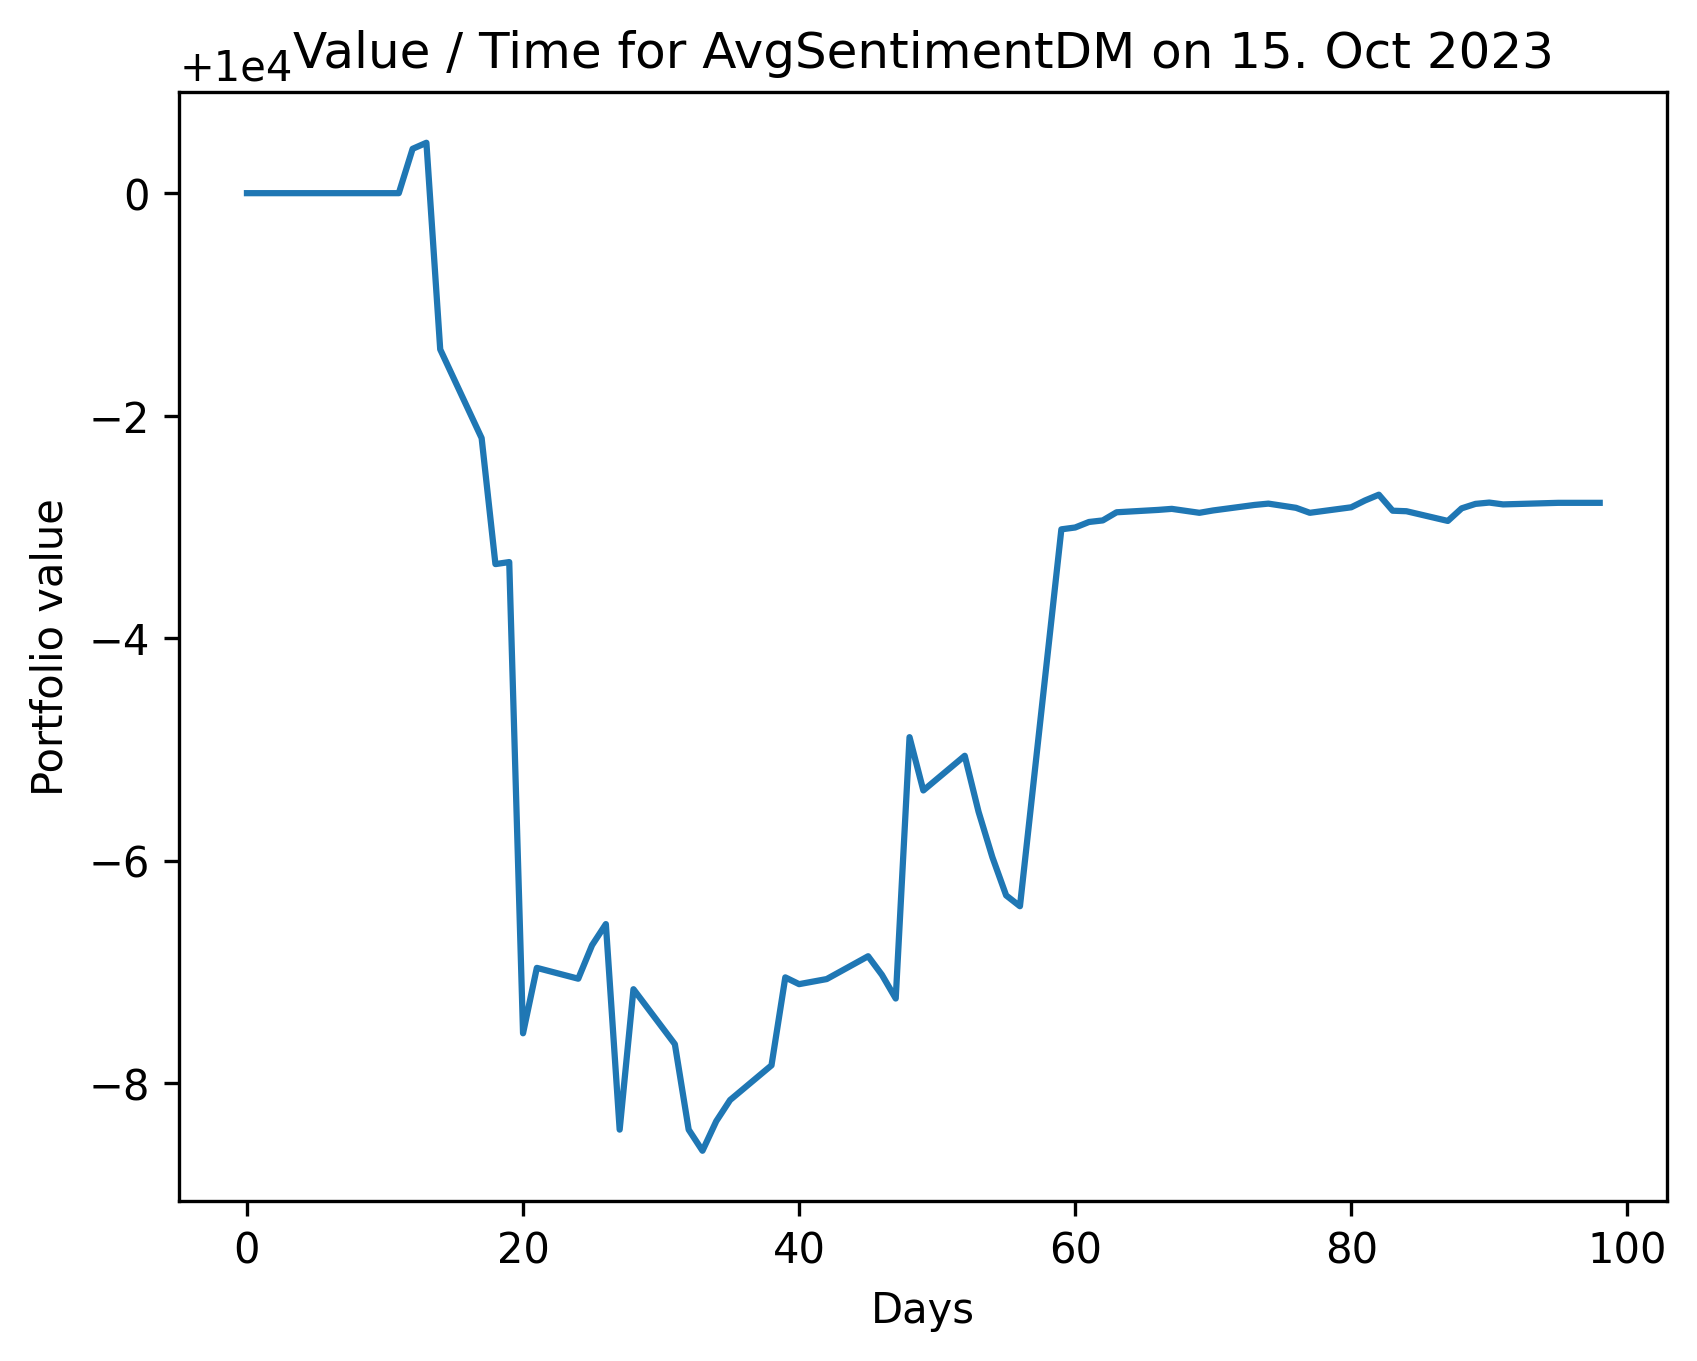 Value / Time for AvgSentimentDM on 15. Oct 2023
+1e4
0
−2
−4
−6
−8
Portfolio value
0 20 40 60 80 100
Days